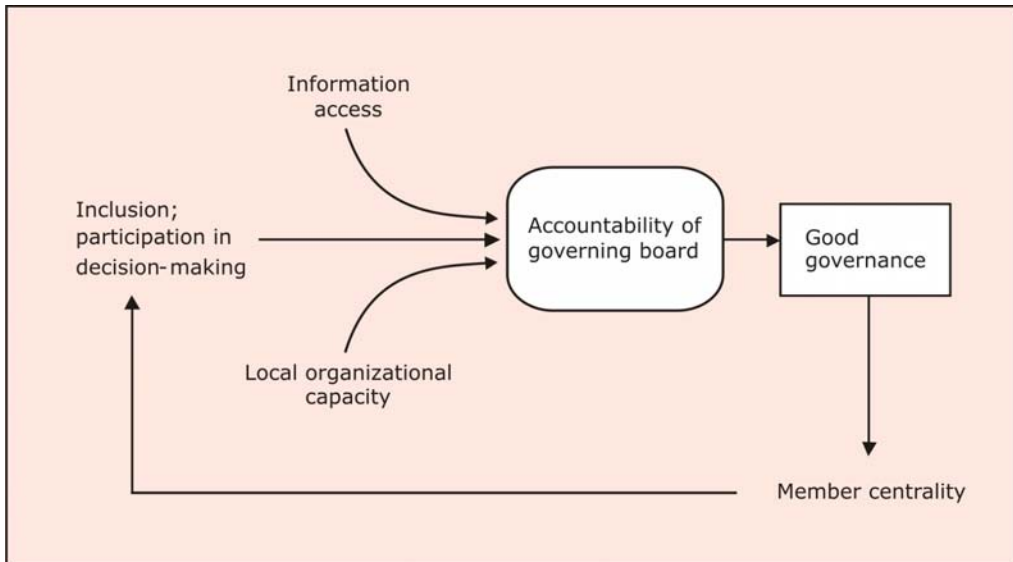 Information
access
Inclusion;
participation in
decision-making
Accountability of
governing board
Good
governance
Local organizational
capacity
Member centrality